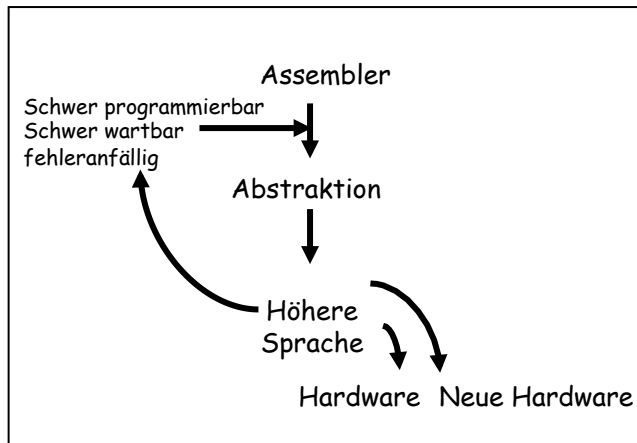 Assembler
Schwer programmierbar
Schwer wartbar
fehleranfällig
Abstraktion
Höhere
Sprache
Hardware
Neue Hardware